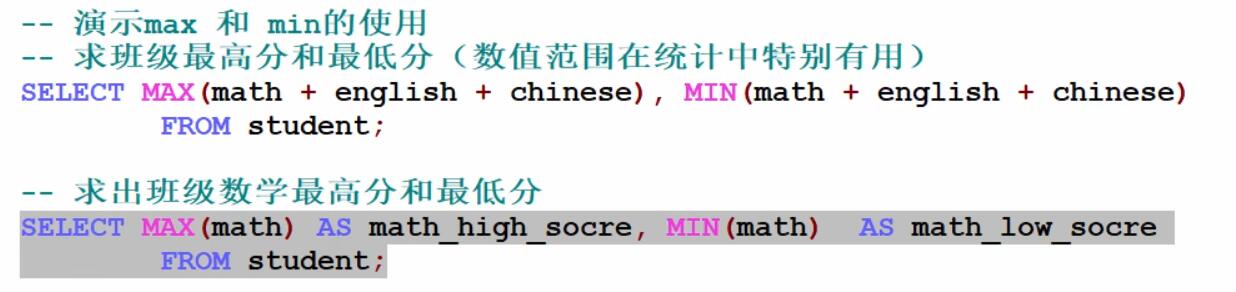 -- 演示max 和 min的使用
-- 求班级最高分和最低分（数值范围在统计中特别有用）
SELECT MAX(math + english + chinese), MIN(math + english + chinese)
FROM student;
-- 求出班级数学最高分和最低分
SELECT MAX(math) AS math_high_socre, MIN(math)  AS math_low_socre
FROM student;